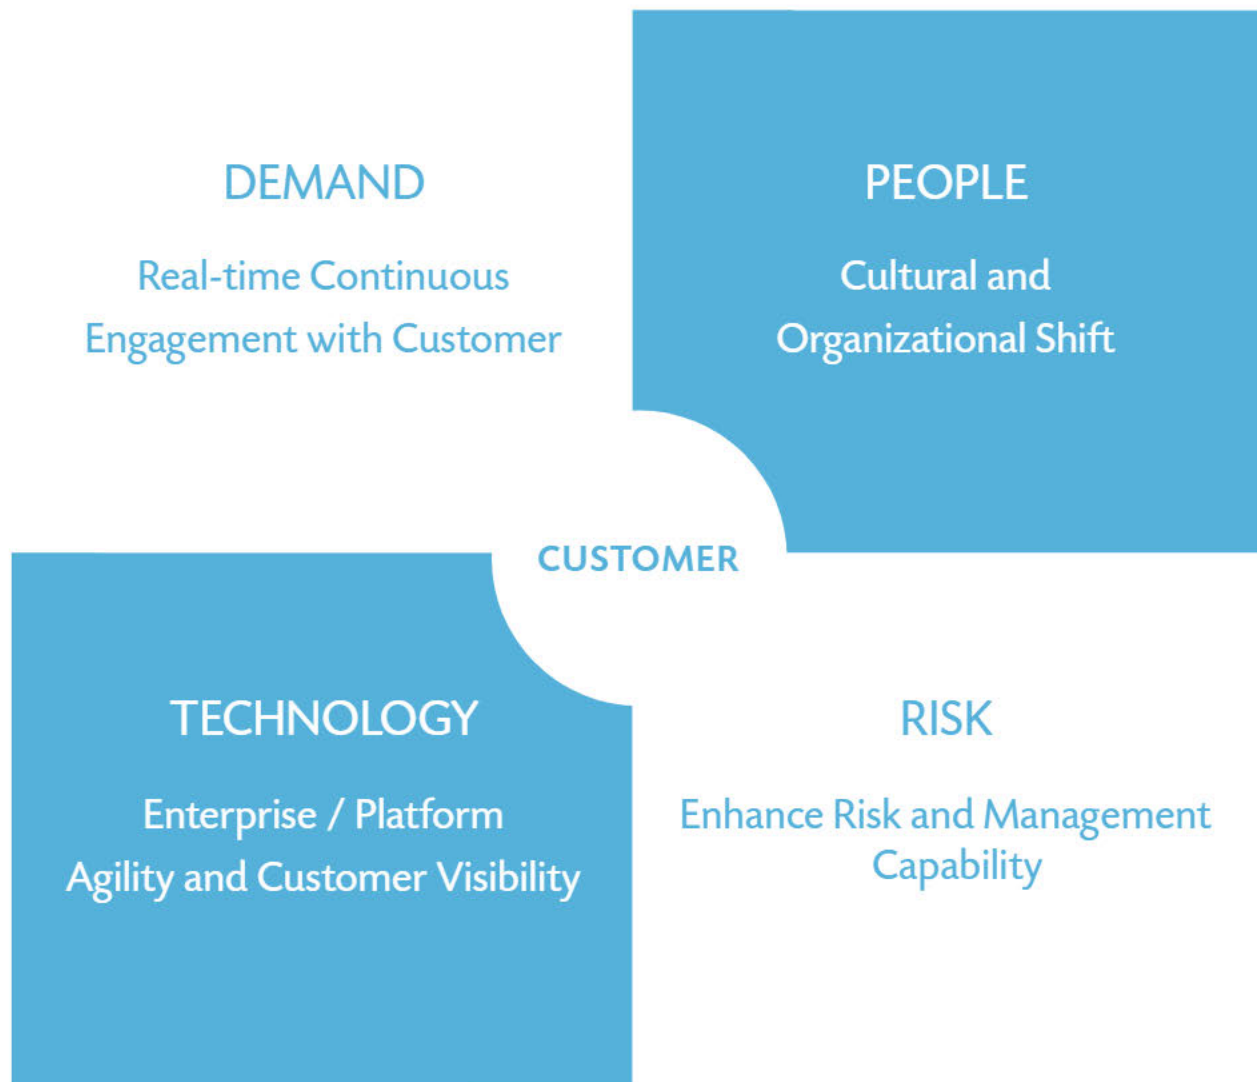 DEMAND
Real-time Continuous
Engagement with Customer
PEOPLE
Cultural and
Organizational Shift
CUSTOMER
TECHNOLOGY
Enterprise / Platform
Agility and Customer Visibility
RISK
Enhance Risk and Management
Capability